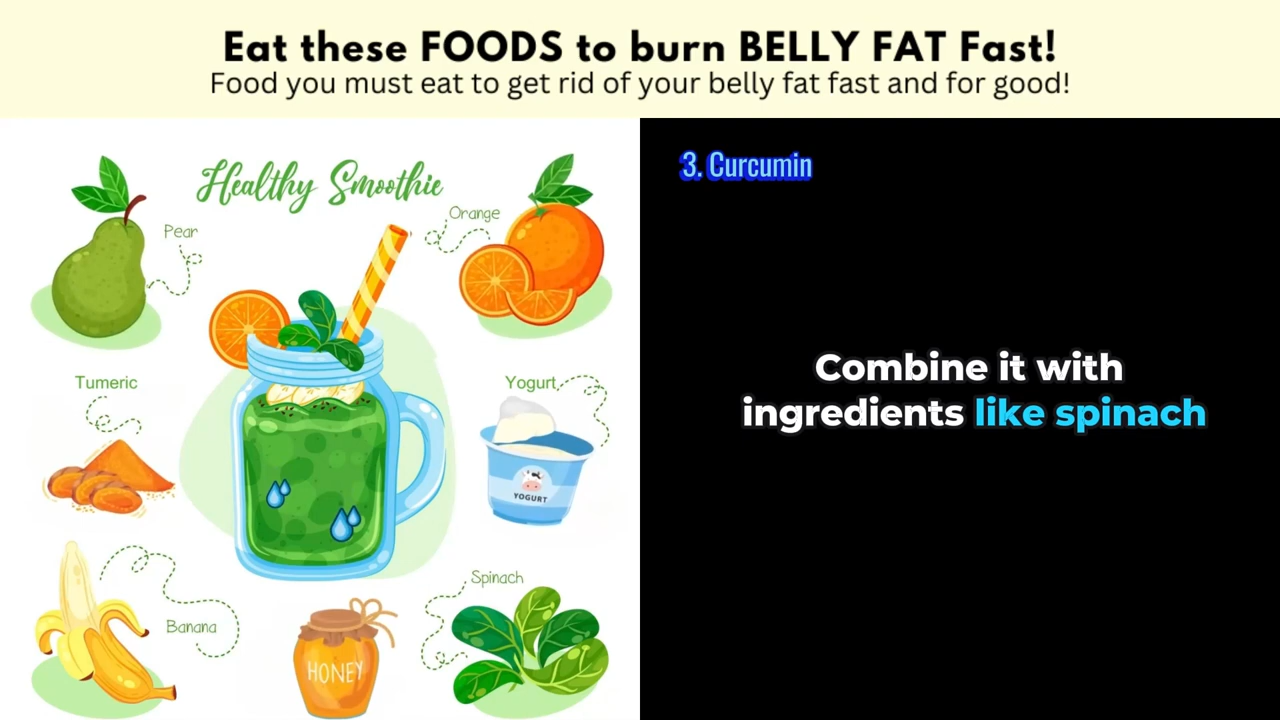 Eat these FOODS to burn BELLY FAT Fast!
Food you must eat to get rid of your belly fat fast and for good!
Healthy Smoothie
Pear
Orange
Tumeric
Yogurt
YOGURT
Banana
HONEY
Spinach
3. Curcumin
Combine it with
ingredients like spinach